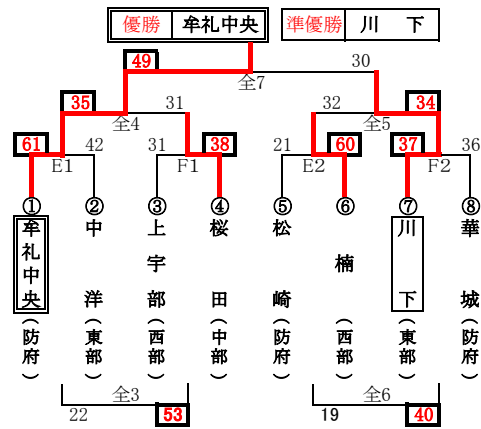 優勝 牟礼中央 準優勝 川下
49 30
全7
35 31 32 34
全4 全5
61 42 31 38 21 60 37 36
E1 F1 E2 F2
① ② ③ ④ ⑤ ⑥ ⑦ ⑧
牟礼中央（防府）
中洋（東部）
上宇部（西部）
桜田（中部）
松崎（防府）
楠（西部）
川下（東部）
華城（防府）
全3 全6
22 53 19 40